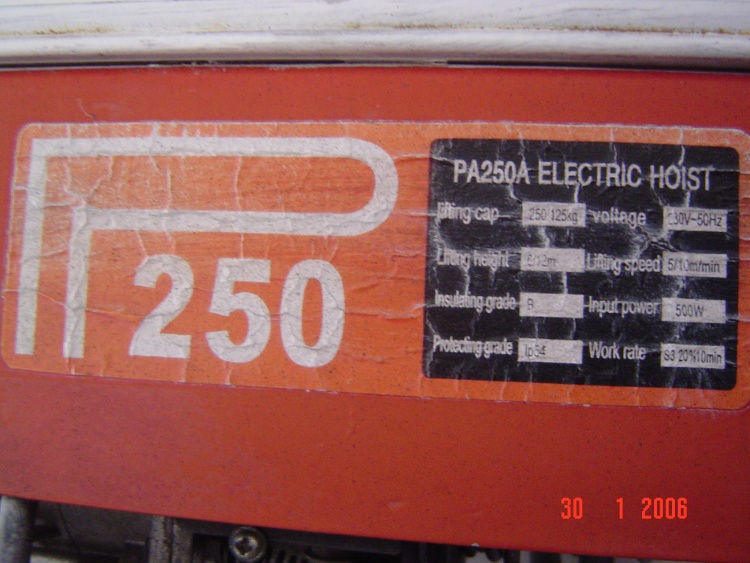 P
250
PA250A ELECTRIC HOIST
lifting cap 250/125kg voltage 230V~50Hz
Lifting height 6/12m Lifting speed 5/10m/min
Insulating grade B Input power 500W
Protecting grade Ip54 Work rate S3 20%10min
30 1 2006